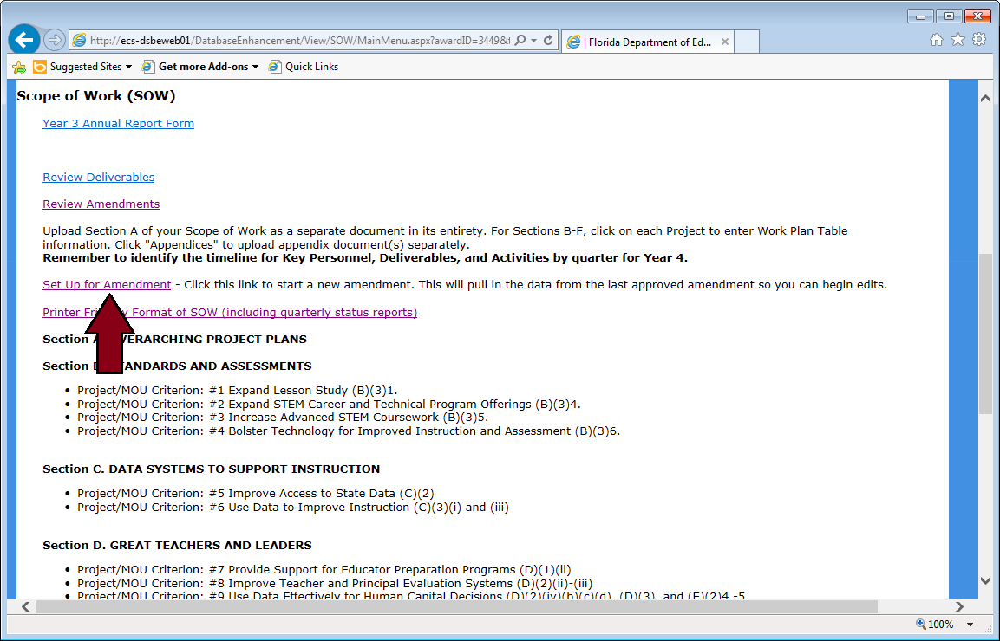 http://ecs-dsbeweb01/DatabaseEnhancement/View/SOW/MainMenu.aspx?awardID=3449&
| Florida Department of Ed...
Suggested Sites
Get more Add-ons
Quick Links
Scope of Work (SOW)
Year 3 Annual Report Form
Review Deliverables
Review Amendments
Upload Section A of your Scope of Work as a separate document in its entirety. For Sections B-F, click on each Project to enter Work Plan Table
information. Click "Appendices" to upload appendix document(s) separately.
Remember to identify the timeline for Key Personnel, Deliverables, and Activities by quarter for Year 4.
Set Up for Amendment - Click this link to start a new amendment. This will pull in the data from the last approved amendment so you can begin edits.
Printer Fri y Format of SOW (including quarterly status reports)
Section VERARCHING PROJECT PLANS
Section TANDARDS AND ASSESSMENTS
• Project/MOU Criterion: #1 Expand Lesson Study (B)(3)1.
• Project/MOU Criterion: #2 Expand STEM Career and Technical Program Offerings (B)(3)4.
• Project/MOU Criterion: #3 Increase Advanced STEM Coursework (B)(3)5.
• Project/MOU Criterion: #4 Bolster Technology for Improved Instruction and Assessment (B)(3)6.
Section C. DATA SYSTEMS TO SUPPORT INSTRUCTION
• Project/MOU Criterion: #5 Improve Access to State Data (C)(2)
• Project/MOU Criterion: #6 Use Data to Improve Instruction (C)(3)(i) and (iii)
Section D. GREAT TEACHERS AND LEADERS
• Project/MOU Criterion: #7 Provide Support for Educator Preparation Programs (D)(1)(ii)
• Project/MOU Criterion: #8 Improve Teacher and Principal Evaluation Systems (D)(2)(ii)-(iii)
• Project/MOU Criterion: #9 Use Data Effectively for Human Capital Decisions (D)(2)(iv)(b)(c)(d), (D)(3), and (E)(2)4.-5.
100%